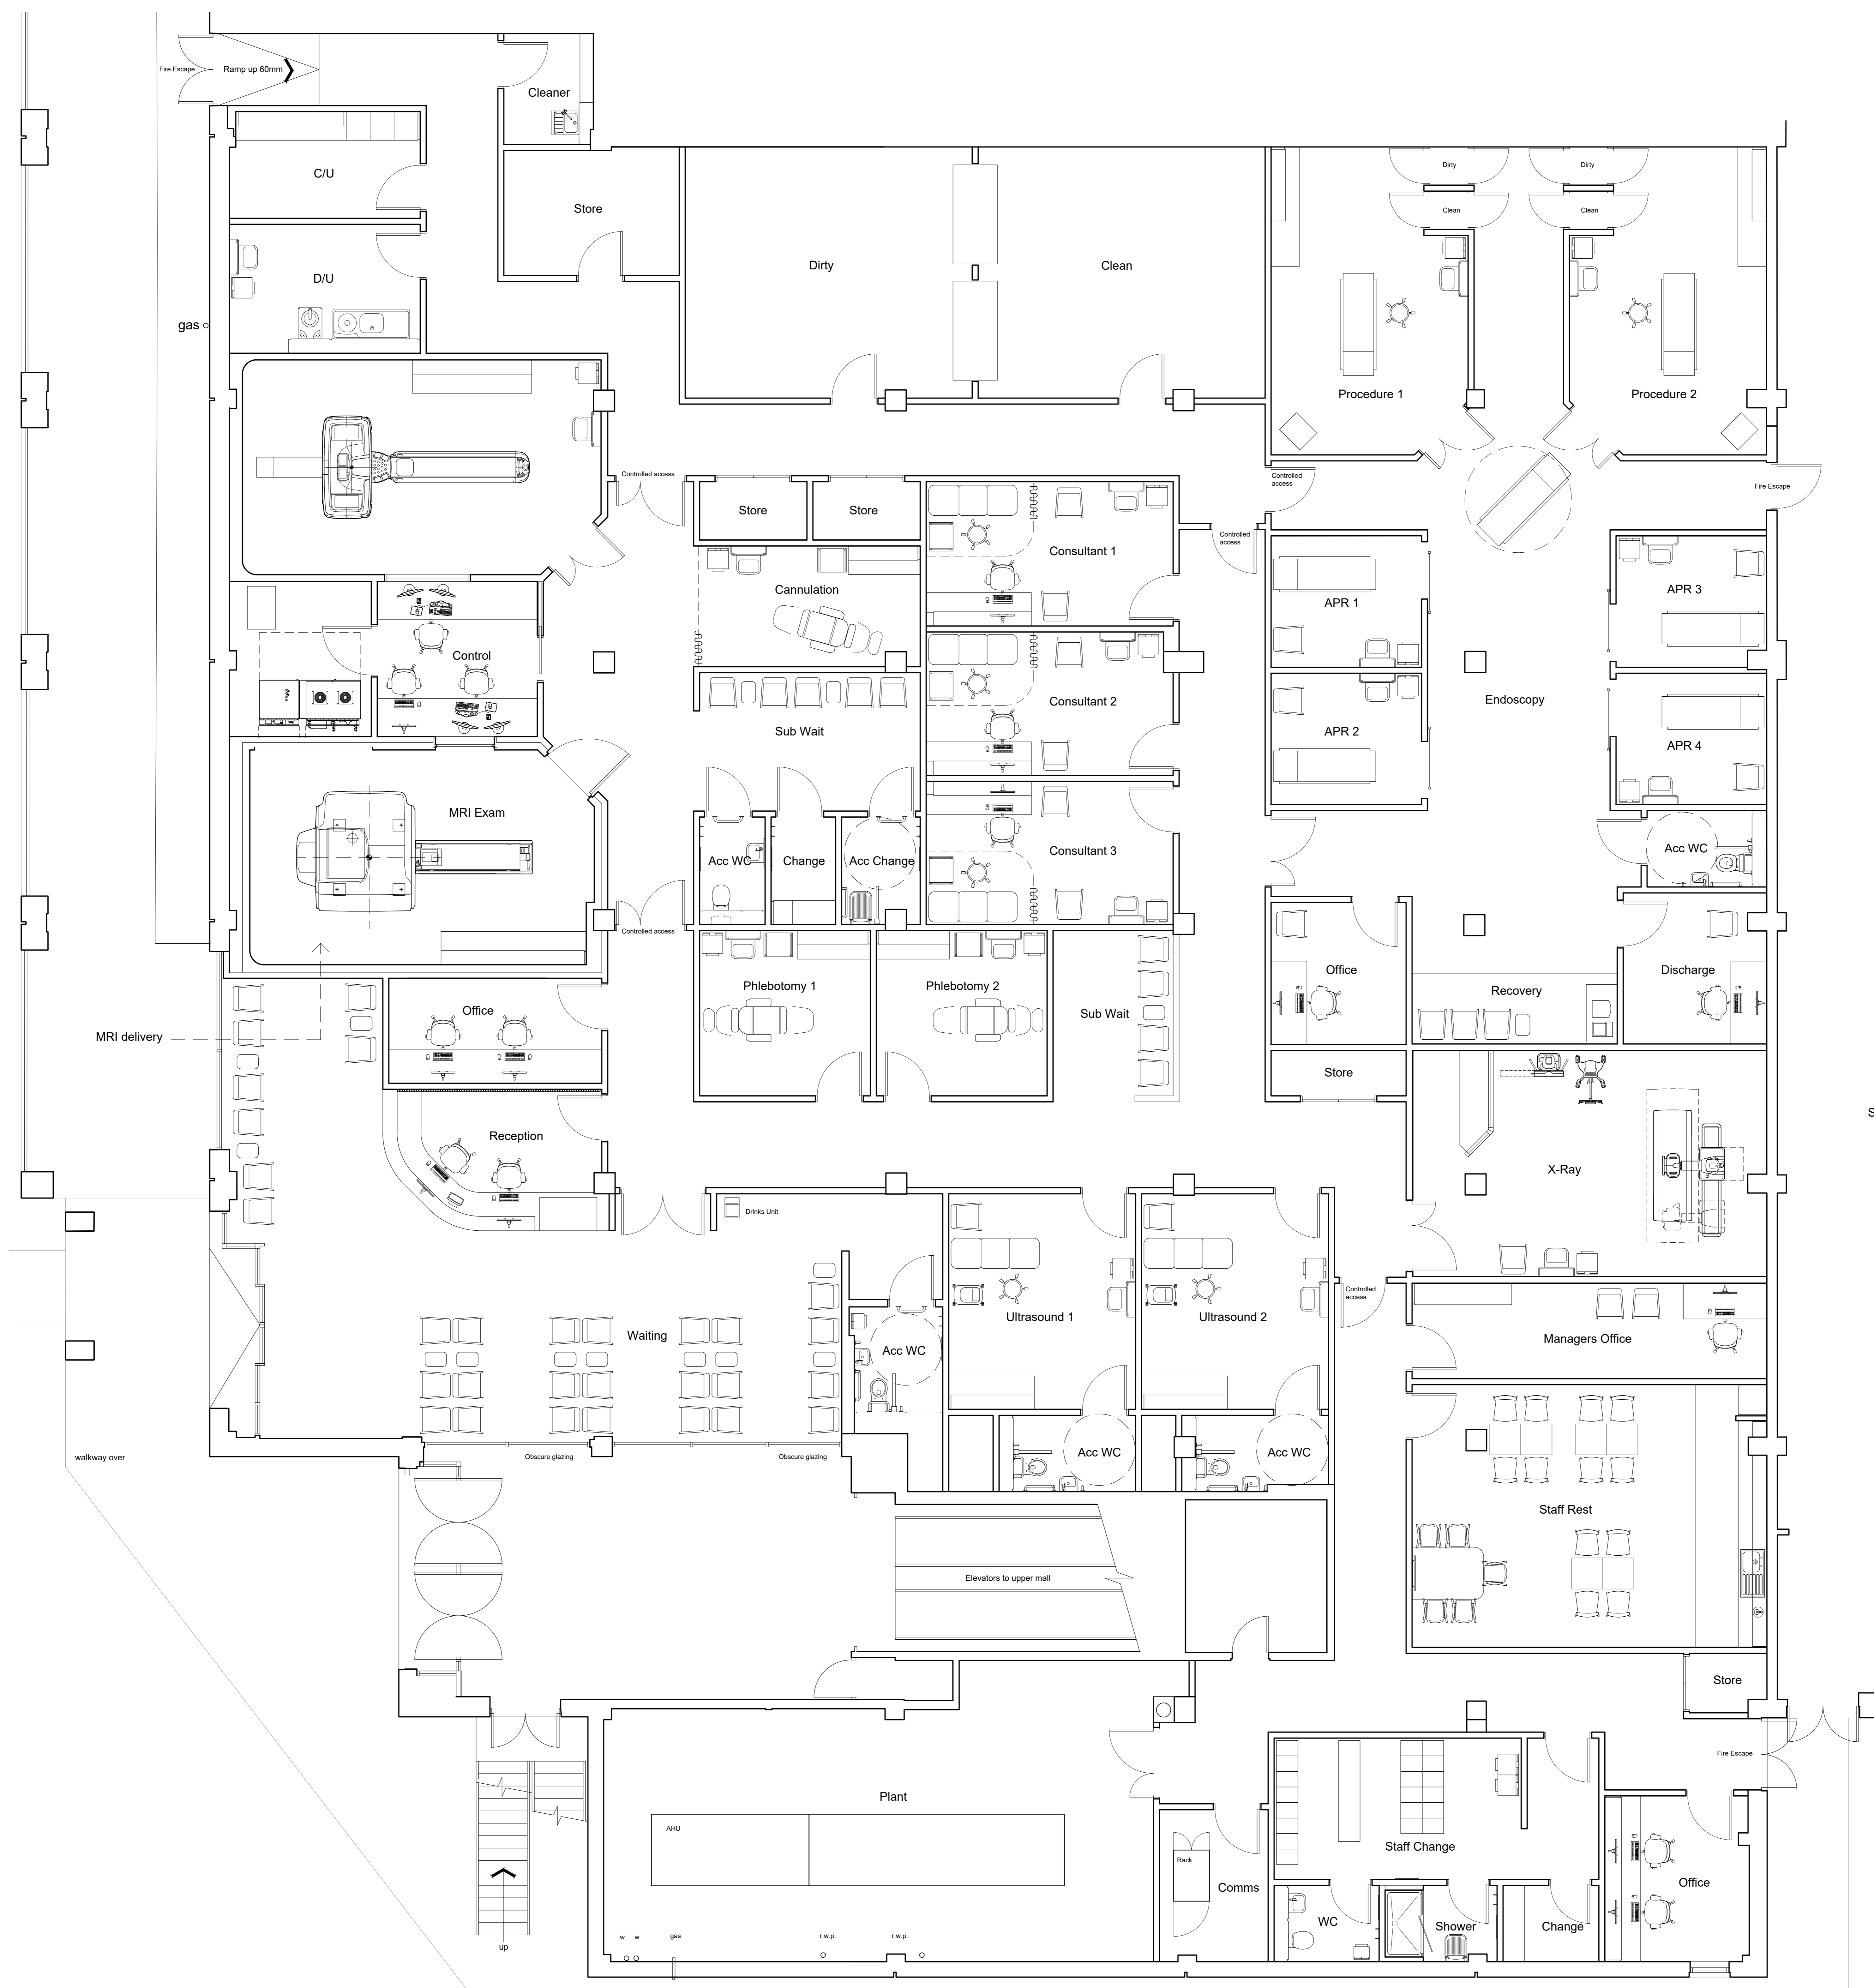 Fire Escape
Ramp up 60mm
Cleaner
C/U
Store
D/U
gas
Dirty
Clean
Dirty
Dirty
Clean
Clean
Procedure 1
Procedure 2
Controlled access
Controlled
access
Fire Escape
Store
Store
Consultant 1
Controlled
access
Cannulation
APR 1
APR 3
Control
Consultant 2
Endoscopy
Sub Wait
APR 2
APR 4
MRI Exam
Acc WC
Change
Acc Change
Consultant 3
Acc WC
Controlled access
Office
Phlebotomy 1
Phlebotomy 2
Sub Wait
Office
Recovery
Discharge
MRI delivery
Store
S
Reception
X-Ray
Drinks Unit
Controlled
access
Waiting
Acc WC
Ultrasound 1
Ultrasound 2
Managers Office
walkway over
Obscure glazing
Obscure glazing
Acc WC
Acc WC
Staff Rest
Elevators to upper mall
Store
Fire Escape
Plant
AHU
Staff Change
Rack
Comms
Office
WC
Shower
Change
w.
w.
gas
r.w.p.
r.w.p.
up